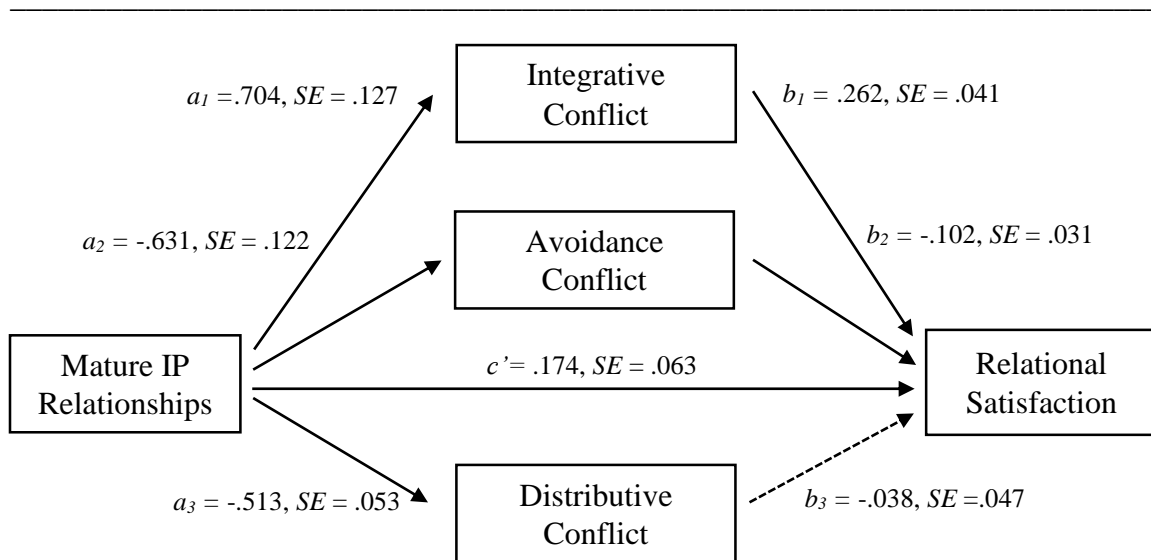 Integrative
Conflict
a1 =.704, SE = .127
b1 = .262, SE = .041
a2 = -.631, SE = .122
Avoidance
Conflict
b2 = -.102, SE = .031
Mature IP
Relationships
c’= .174, SE = .063
Relational
Satisfaction
a3 = -.513, SE = .053
Distributive
Conflict
b3 = -.038, SE =.047